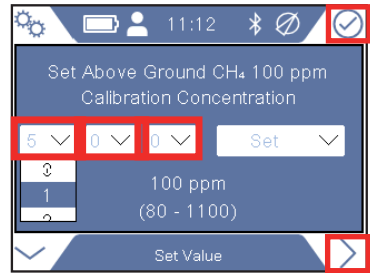 11:12
Set Above Ground CH₄ 100 ppm
Calibration Concentration
5 0 0 Set
1
100 ppm
(80 - 1100)
Set Value